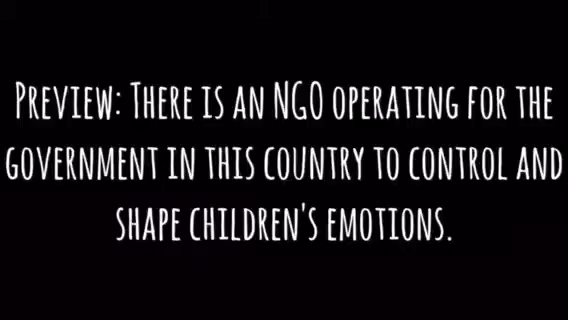 Preview: There is an NGO operating for the
government in this country to control and
shape children's emotions.